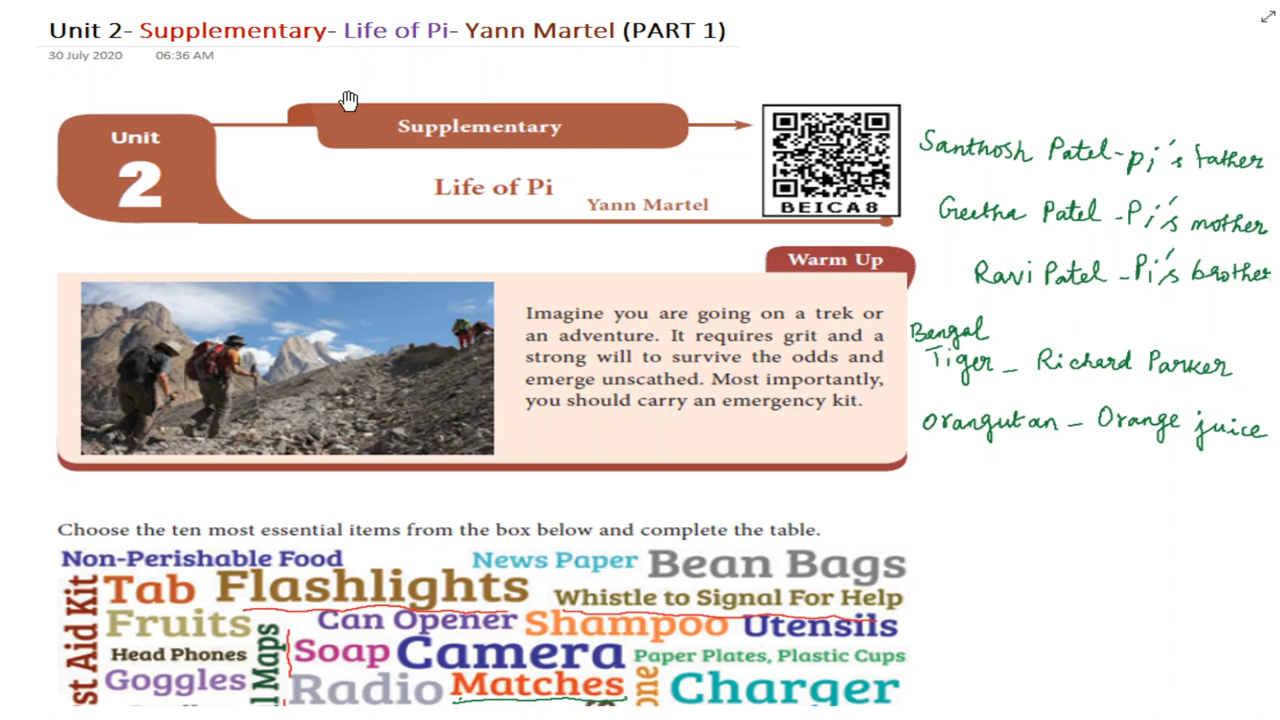 Unit 2- Supplementary- Life of Pi- Yann Martel (PART 1)
30 July 2020 06:36 AM
Unit
2
Supplementary
Life of Pi
Yann Martel
BEICA8
Santhosh Patel - pi's father
Geetha Patel - Pi's mother
Ravi Patel - Pi's brother
Bengal
Tiger - Richard Parker
Orangutan - Orange juice
Warm Up
Imagine you are going on a trek or
an adventure. It requires grit and a
strong will to survive the odds and
emerge unscathed. Most importantly,
you should carry an emergency kit.
Choose the ten most essential items from the box below and complete the table.
Non-Perishable Food
News Paper
Bean Bags
Tab
Flashlights
Whistle to Signal For Help
Fruits
Can Opener
Shampoo
Utensils
Head Phones
Soap
Camera
Paper Plates, Plastic Cups
Goggles
Radio
Matches
Charger
Aid Kit
Maps